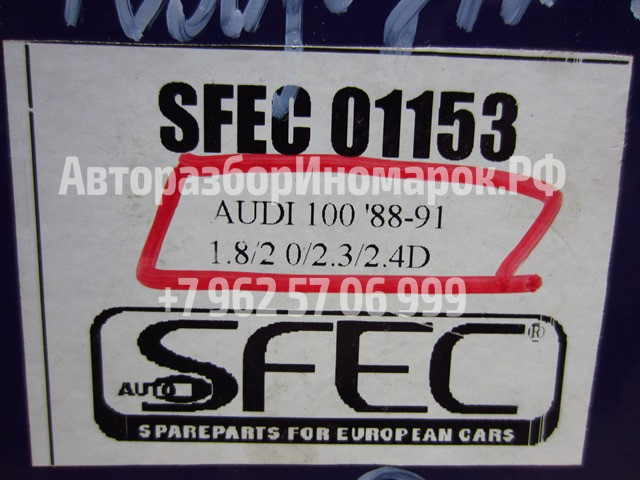 SFEC 01153
АвторазборИномарок.РФ
AUDI 100 '88-91
1.8/2 0/2.3/2.4D
+7 962 57 06 999
AUTO SFEC ®
SPAREPARTS FOR EUROPEAN CARS